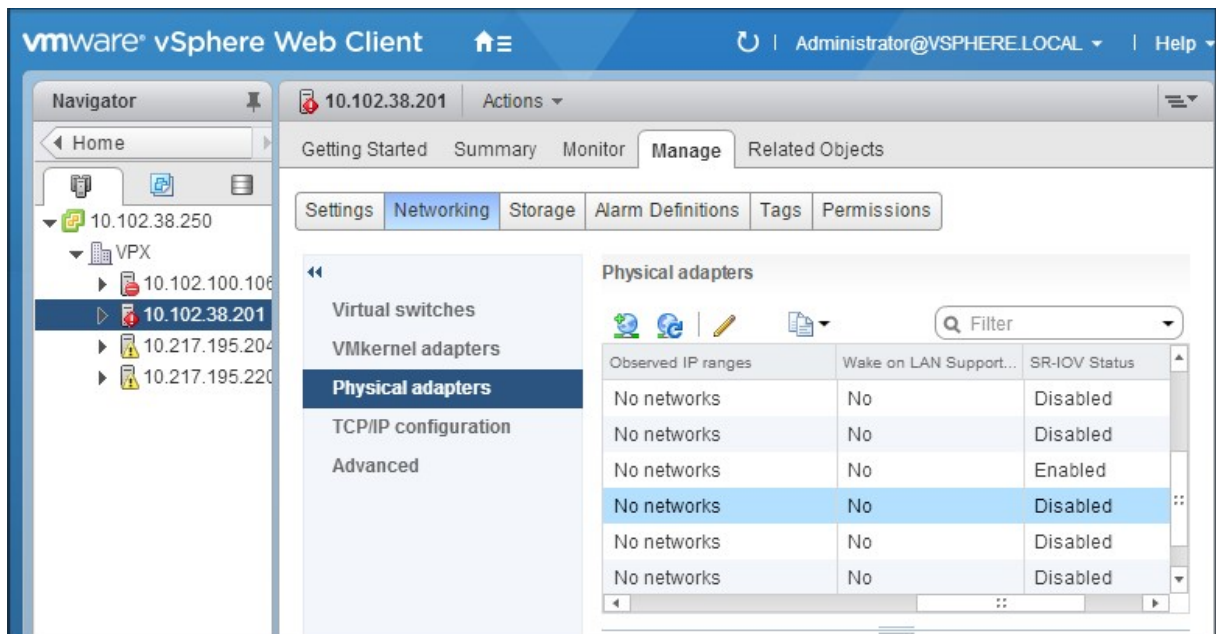 vmware® vSphere Web Client
Administrator@VSPHERE.LOCAL
Help
Navigator
Home
10.102.38.250
VPX
10.102.100.106
10.102.38.201
10.217.195.204
10.217.195.220
10.102.38.201 Actions
Getting Started Summary Monitor Manage Related Objects
Settings Networking Storage Alarm Definitions Tags Permissions
Virtual switches
VMkernel adapters
Physical adapters
TCP/IP configuration
Advanced
Physical adapters
Filter
Observed IP ranges Wake on LAN Support... SR-IOV Status
No networks No Disabled
No networks No Disabled
No networks No Enabled
No networks No Disabled
No networks No Disabled
No networks No Disabled